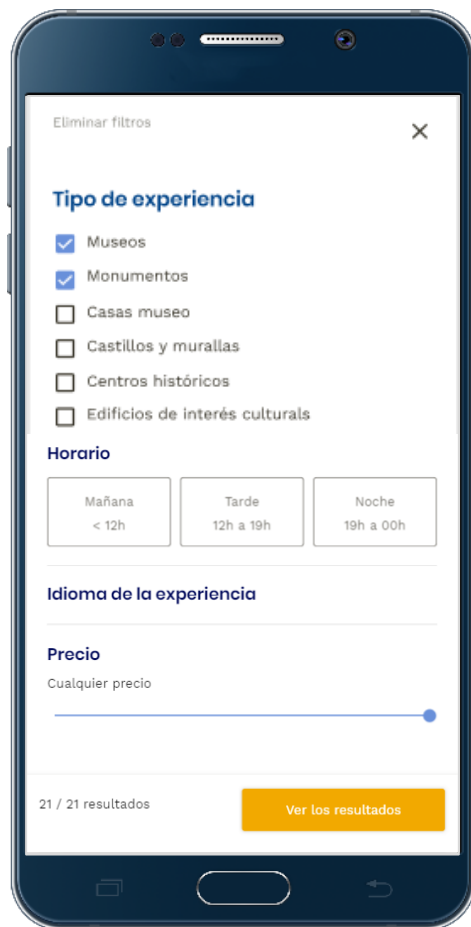 Eliminar filtros
Tipo de experiencia
Museos
Monumentos
Casas museo
Castillos y murallas
Centros históricos
Edificios de interés culturals
Horario
Mañana
< 12h
Tarde
12h a 19h
Noche
19h a 00h
Idioma de la experiencia
Precio
Cualquier precio
21 / 21 resultados
Ver los resultados